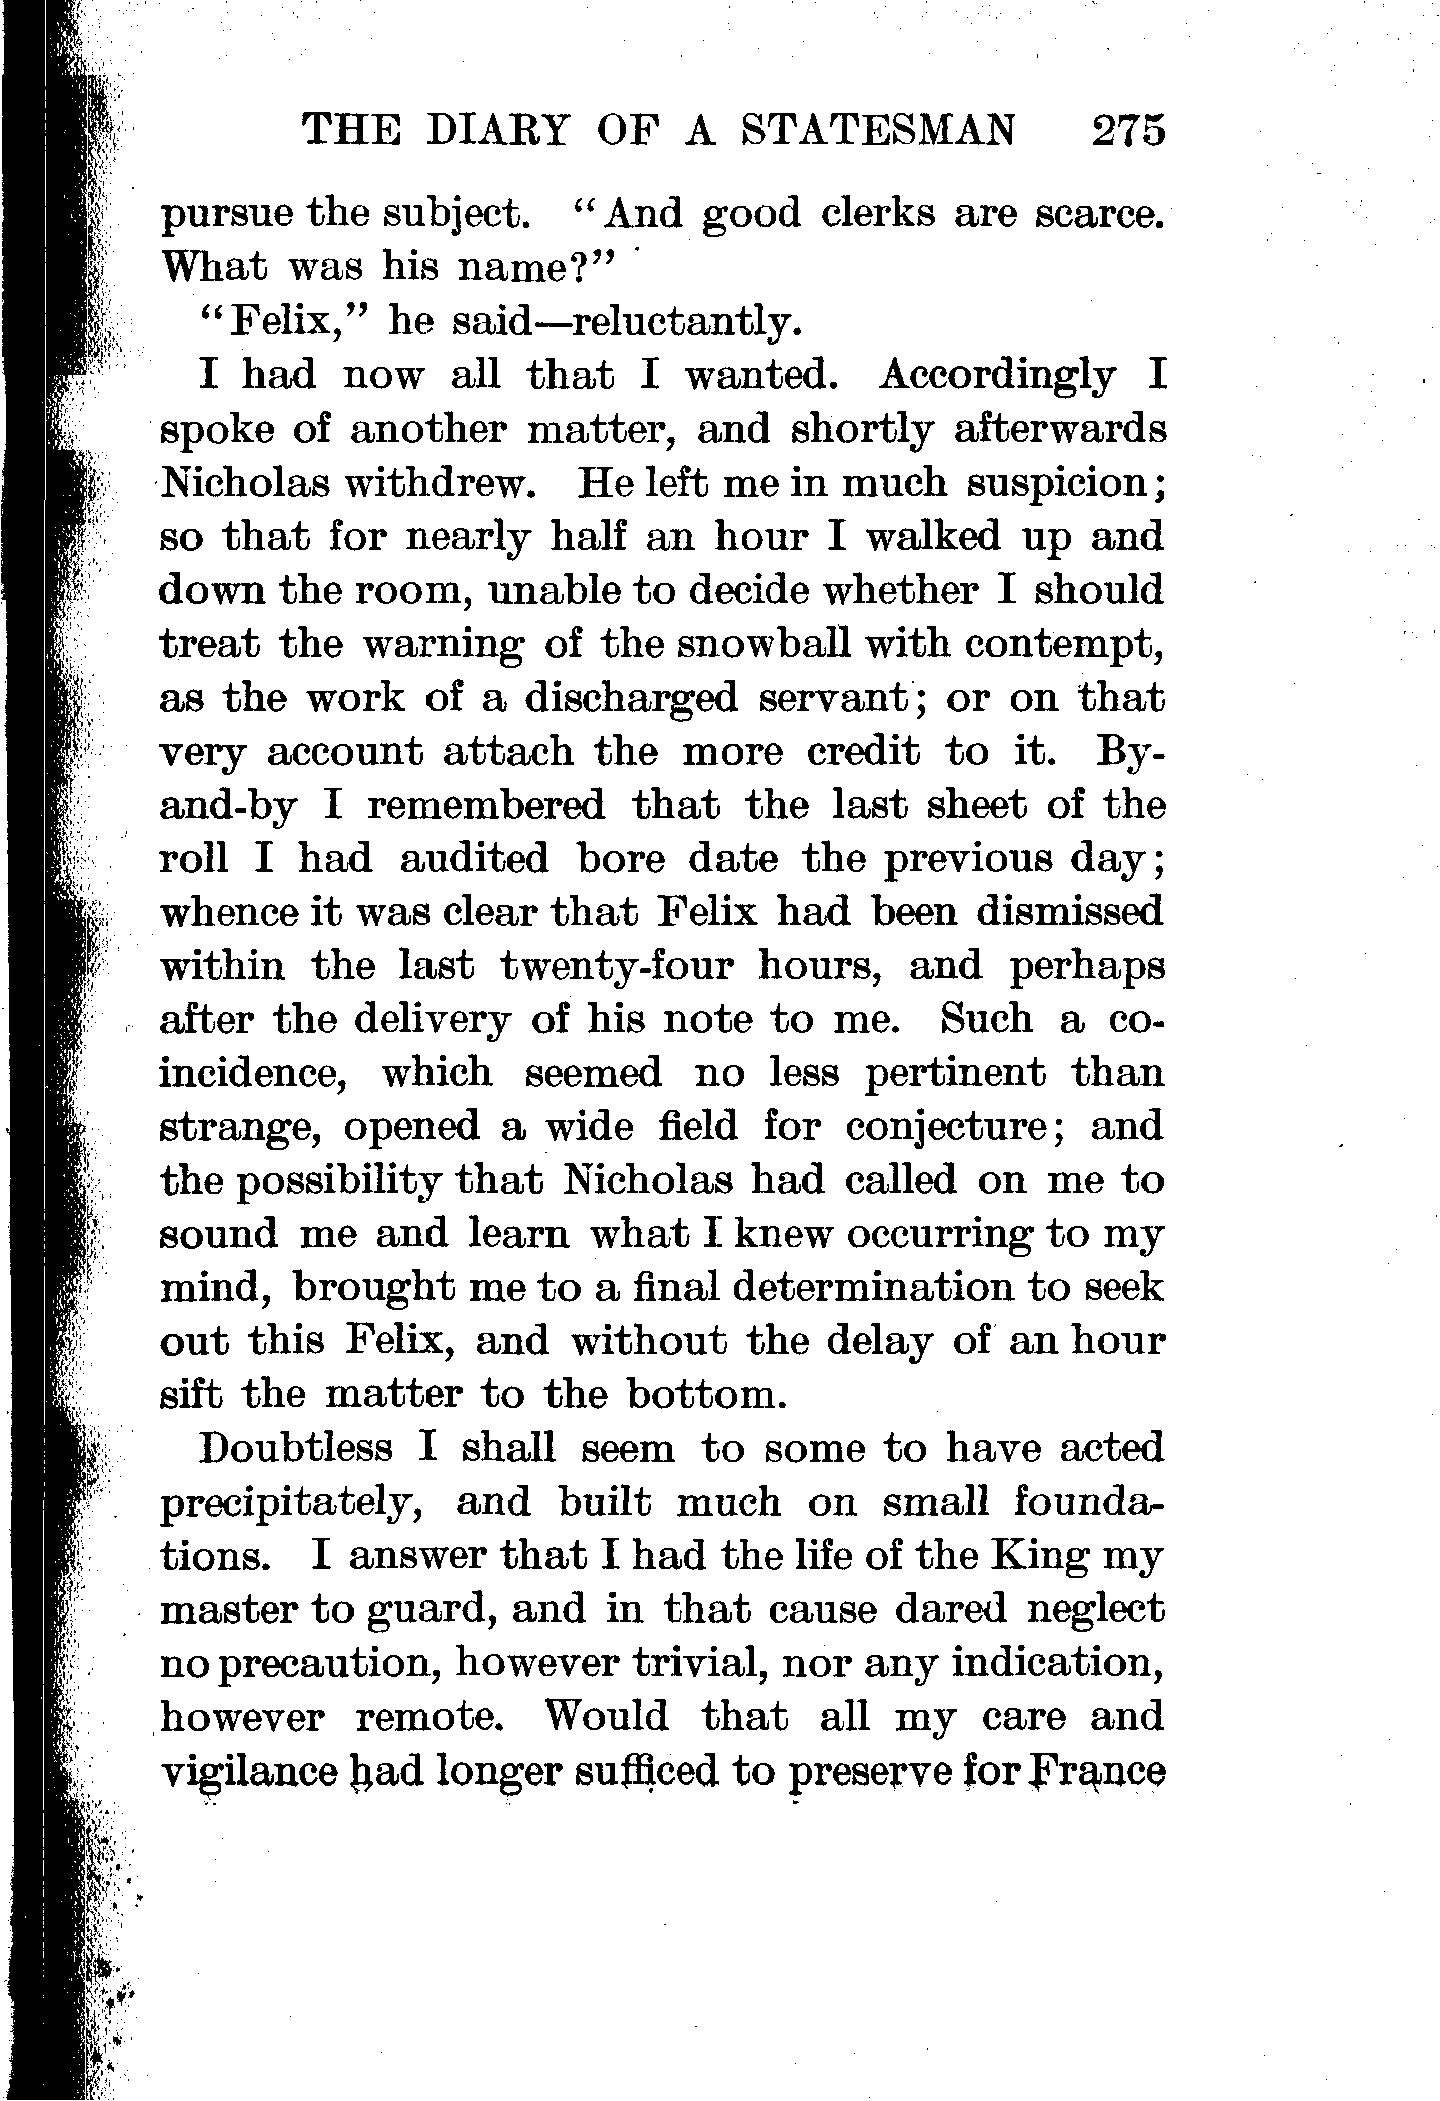 THE DIARY OF A STATESMAN 275
pursue the subject. “And good clerks are scarce.
What was his name?”
“Felix,” he said—reluctantly.
I had now all that I wanted. Accordingly I
spoke of another matter, and shortly afterwards
Nicholas withdrew. He left me in much suspicion;
so that for nearly half an hour I walked up and
down the room, unable to decide whether I should
treat the warning of the snowball with contempt,
as the work of a discharged servant; or on that
very account attach the more credit to it. By-
and-by I remembered that the last sheet of the
roll I had audited bore date the previous day;
whence it was clear that Felix had been dismissed
within the last twenty-four hours, and perhaps
after the delivery of his note to me. Such a co-
incidence, which seemed no less pertinent than
strange, opened a wide field for conjecture; and
the possibility that Nicholas had called on me to
sound me and learn what I knew occurring to my
mind, brought me to a final determination to seek
out this Felix, and without the delay of an hour
sift the matter to the bottom.
Doubtless I shall seem to some to have acted
precipitately, and built much on small founda-
tions. I answer that I had the life of the King my
master to guard, and in that cause dared neglect
no precaution, however trivial, nor any indication,
however remote. Would that all my care and
vigilance had longer sufficed to preserve for France